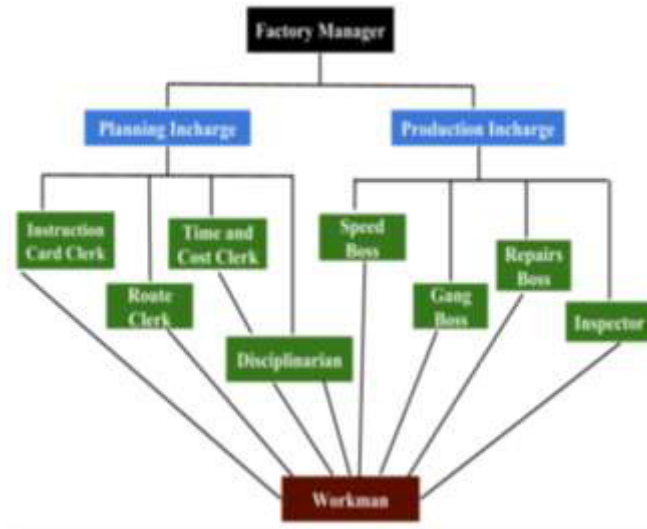 Factory Manager
Planning Incharge
Production Incharge
Instruction
Card Clerk
Time and
Cost Clerk
Speed
Boss
Repairs
Boss
Route
Clerk
Gang
Boss
Inspector
Disciplinarian
Workman